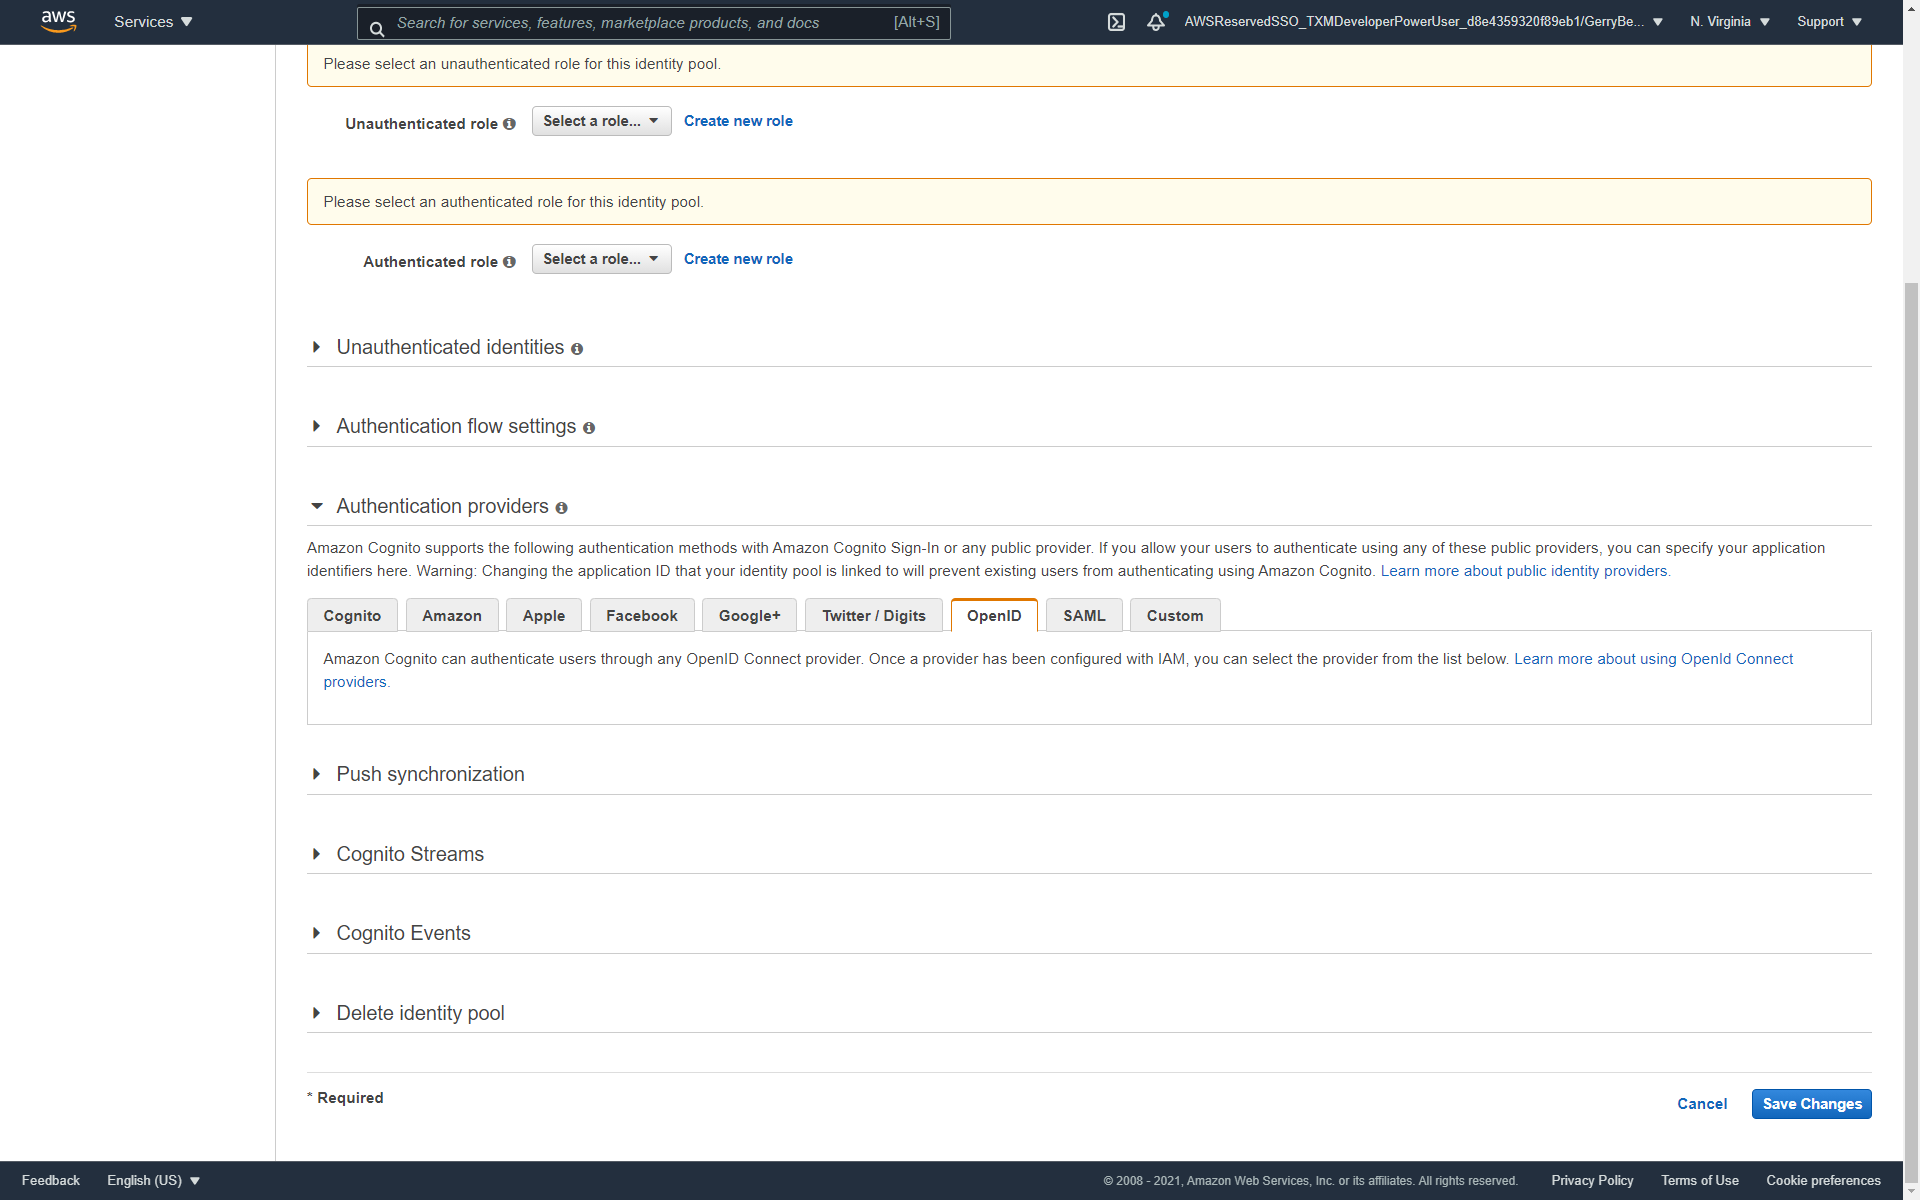 aws
Services
Search for services, features, marketplace products, and docs
[Alt+S]
AWSReservedSSO_TXMDeveloperPowerUser_d8e4359320f89eb1/GerryBe...
N. Virginia
Support
Please select an unauthenticated role for this identity pool.
Unauthenticated role
Select a role...
Create new role
Please select an authenticated role for this identity pool.
Authenticated role
Select a role...
Create new role
Unauthenticated identities
Authentication flow settings
Authentication providers
Amazon Cognito supports the following authentication methods with Amazon Cognito Sign-In or any public provider. If you allow your users to authenticate using any of these public providers, you can specify your application
identifiers here. Warning: Changing the application ID that your identity pool is linked to will prevent existing users from authenticating using Amazon Cognito. Learn more about public identity providers.
Cognito
Amazon
Apple
Facebook
Google+
Twitter / Digits
OpenID
SAML
Custom
Amazon Cognito can authenticate users through any OpenID Connect provider. Once a provider has been configured with IAM, you can select the provider from the list below. Learn more about using OpenId Connect
providers.
Push synchronization
Cognito Streams
Cognito Events
Delete identity pool
* Required
Cancel
Save Changes
Feedback
English (US)
© 2008 - 2021, Amazon Web Services, Inc. or its affiliates. All rights reserved.
Privacy Policy
Terms of Use
Cookie preferences